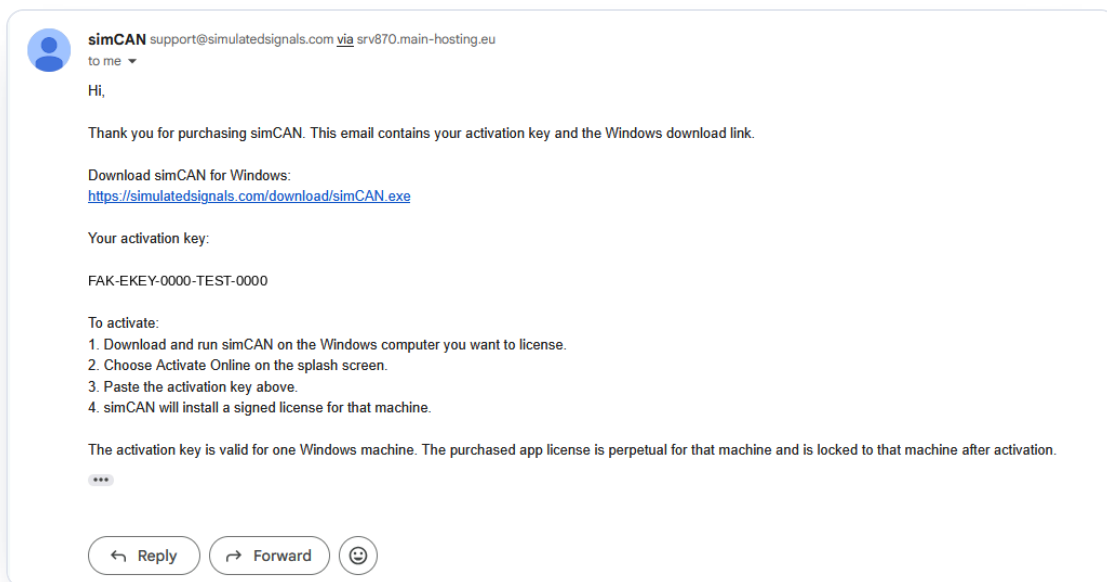 simCAN support@simulatedsignals.com via srv870.main-hosting.eu
to me
Hi,
Thank you for purchasing simCAN. This email contains your activation key and the Windows download link.
Download simCAN for Windows:
https://simulatedsignals.com/download/simCAN.exe
Your activation key:
FAK-EKEY-0000-TEST-0000
To activate:
1. Download and run simCAN on the Windows computer you want to license.
2. Choose Activate Online on the splash screen.
3. Paste the activation key above.
4. simCAN will install a signed license for that machine.
The activation key is valid for one Windows machine. The purchased app license is perpetual for that machine and is locked to that machine after activation.
Reply Forward